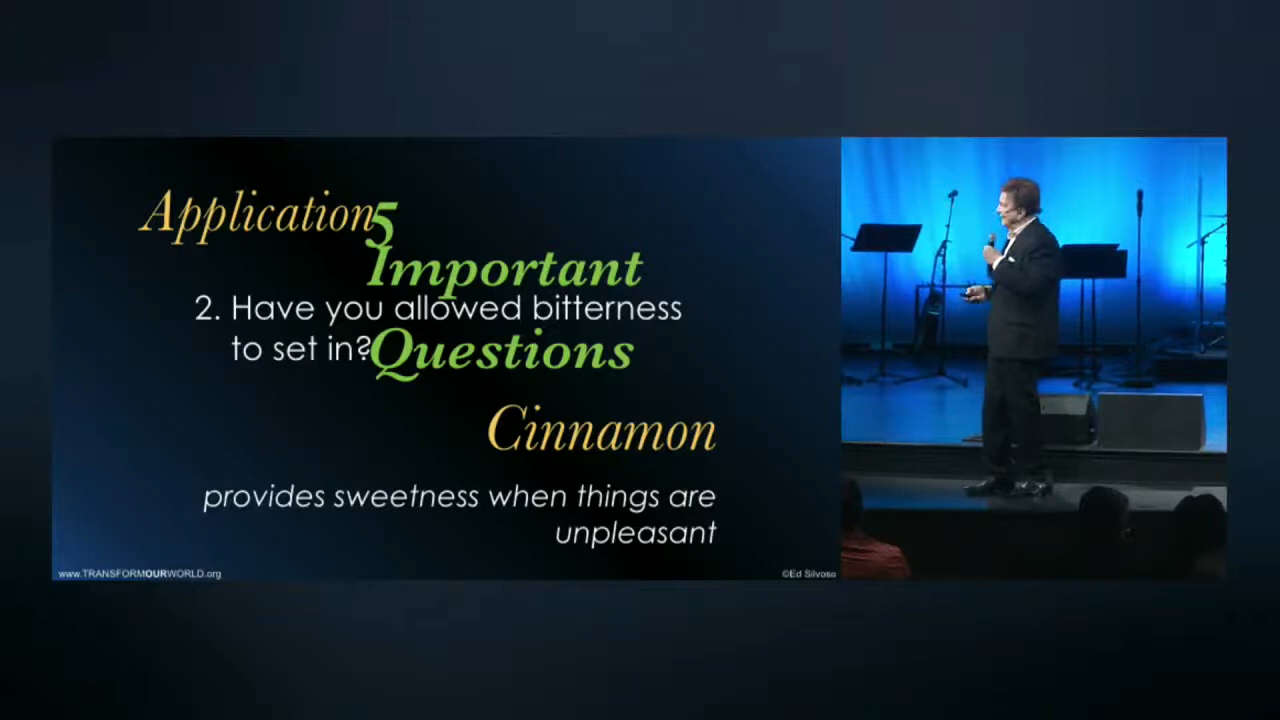 Application
5
Important
2. Have you allowed bitterness
to set in?
Questions
Cinnamon
provides sweetness when things are
unpleasant
www.TRANSFORMOURWORLD.org
©Ed Silvoso